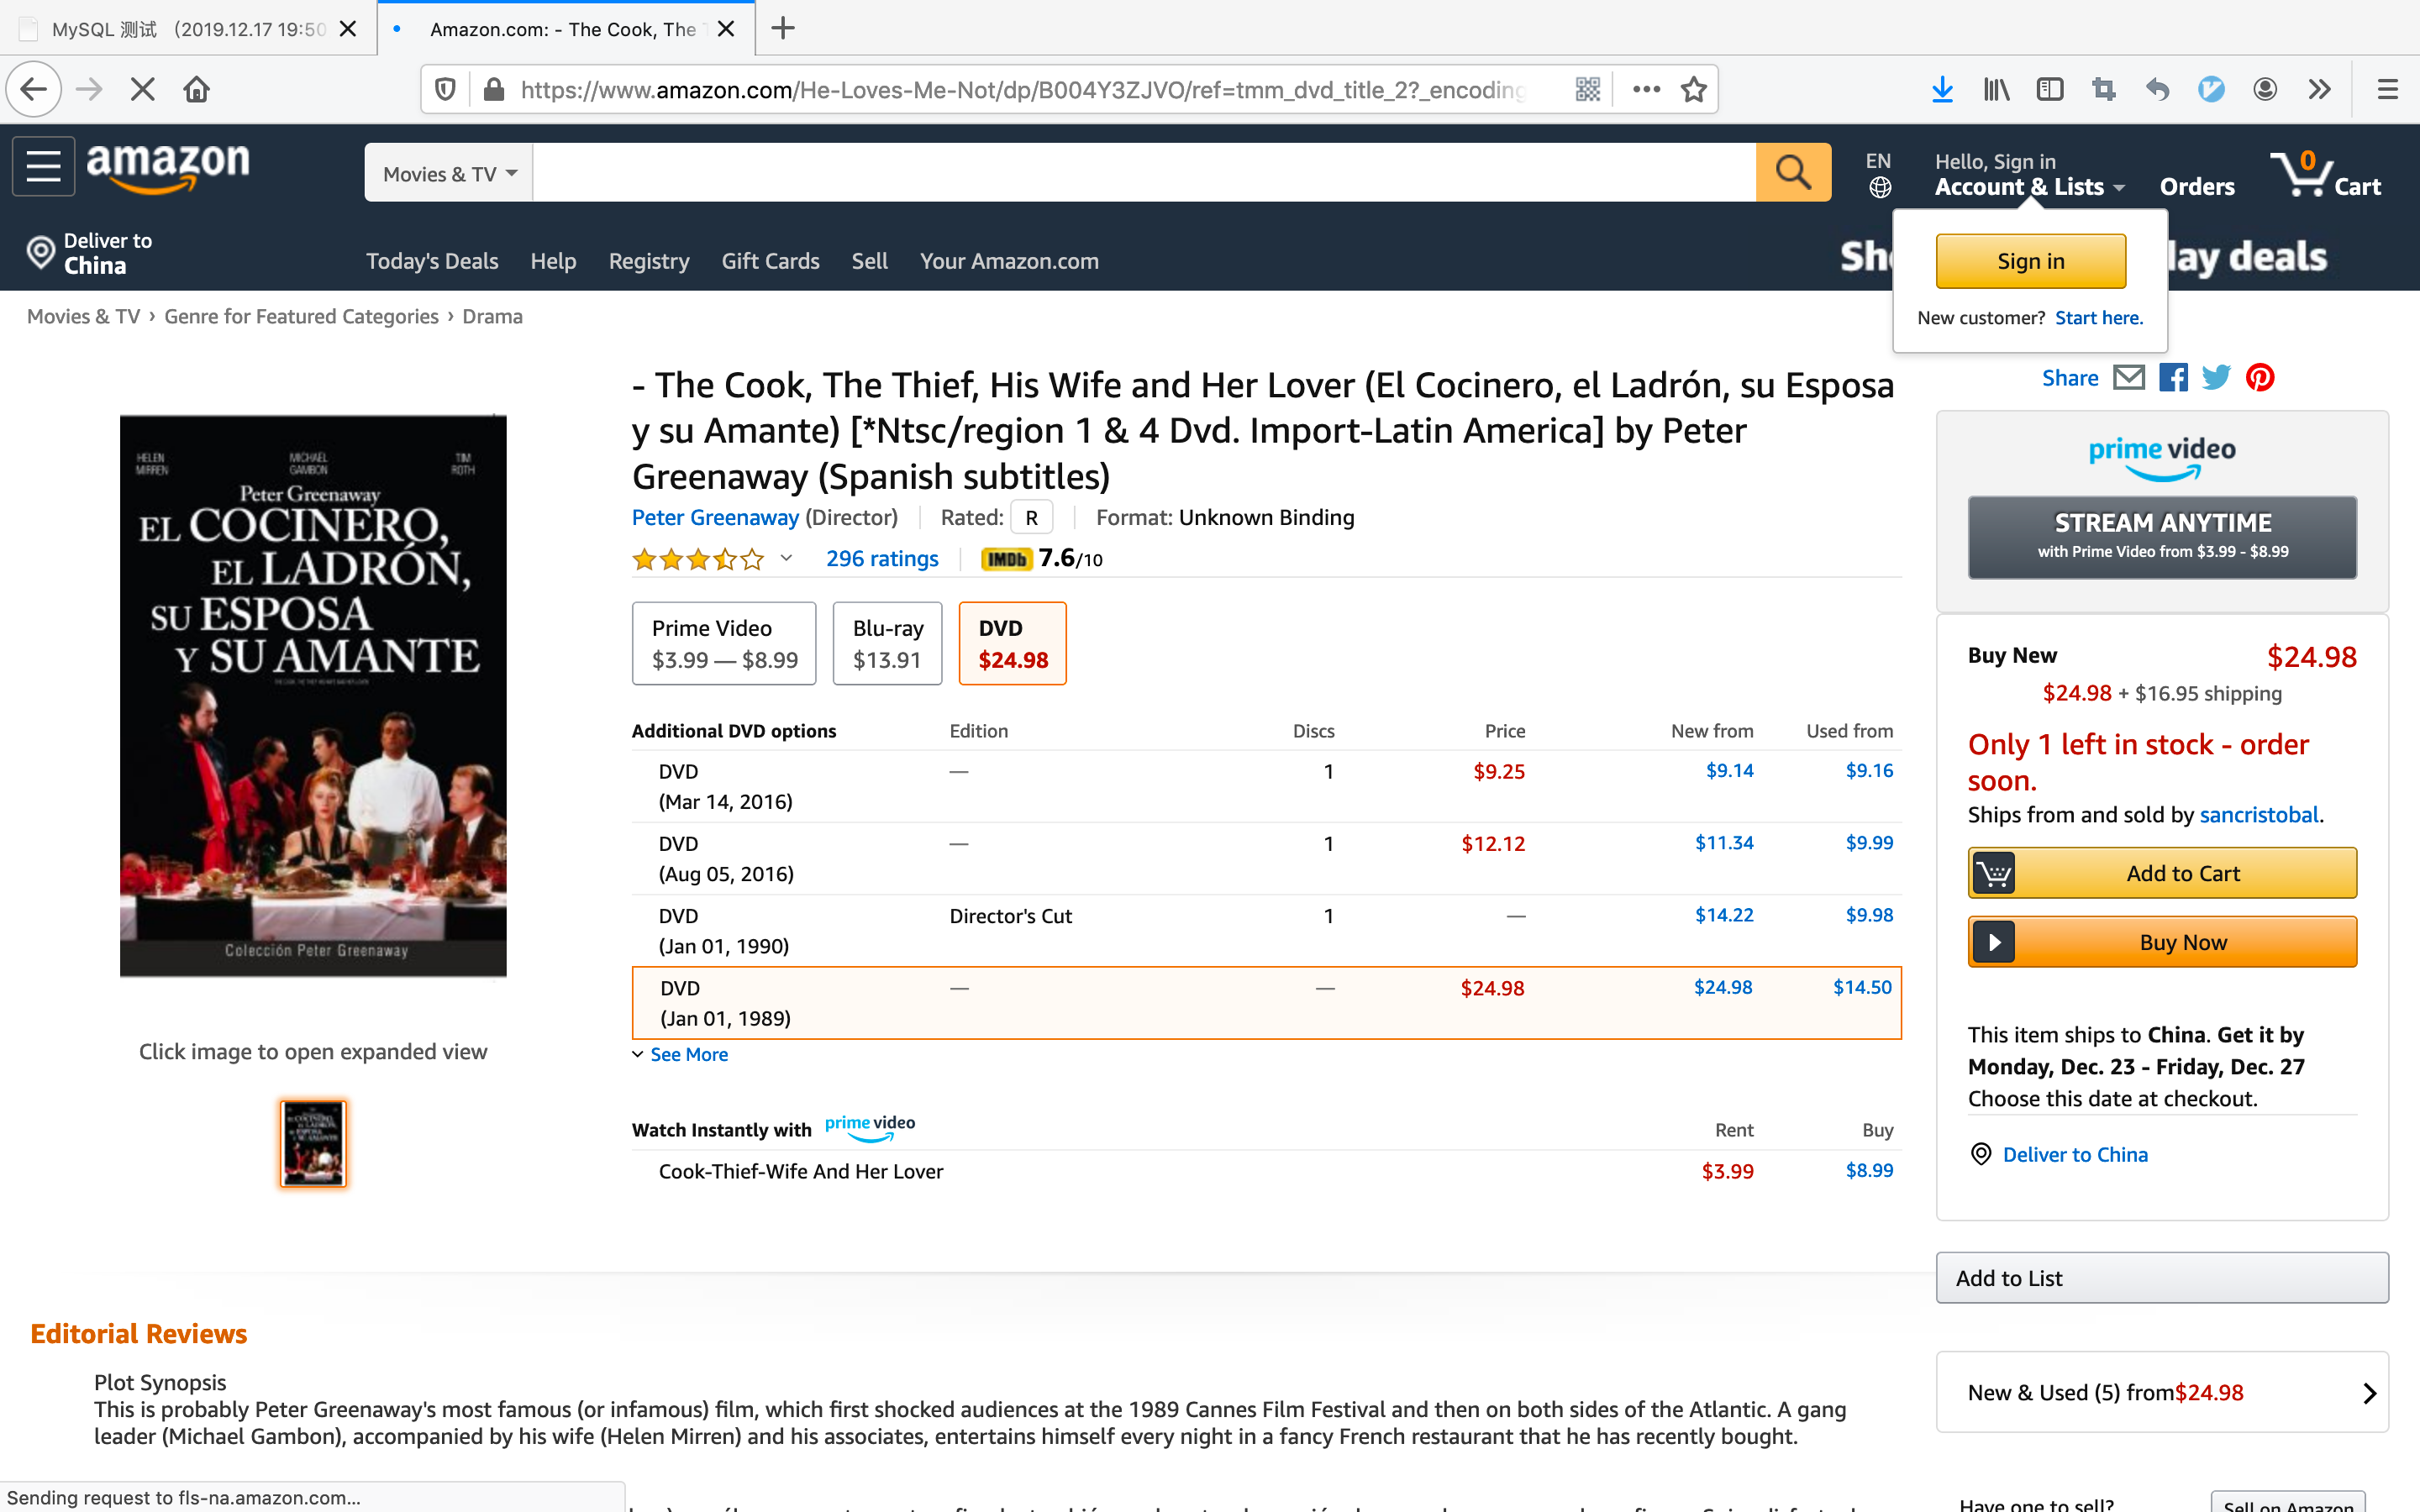 MySQL 测试 （2019.12.17 19:50
Amazon.com: - The Cook, The T
https://www.amazon.com/He-Loves-Me-Not/dp/B004Y3ZJVO/ref=tmm_dvd_title_2?_encoding
amazon
Movies & TV
EN
Hello, Sign in
Account & Lists
Orders
0
Cart
Deliver to
China
Today's Deals
Help
Registry
Gift Cards
Sell
Your Amazon.com
Sh
lay deals
Sign in
New customer? Start here.
Movies & TV › Genre for Featured Categories › Drama
HELEN MIRREN
MICHAEL GAMBON
TIM ROTH
Peter Greenaway
EL COCINERO,
EL LADRÓN,
SU ESPOSA
Y SU AMANTE
Colección Peter Greenaway
Click image to open expanded view
- The Cook, The Thief, His Wife and Her Lover (El Cocinero, el Ladrón, su Esposa
y su Amante) [*Ntsc/region 1 & 4 Dvd. Import-Latin America] by Peter
Greenaway (Spanish subtitles)
Peter Greenaway (Director) Rated: R Format: Unknown Binding
296 ratings IMDb 7.6/10
Prime Video
$3.99 — $8.99
Blu-ray
$13.91
DVD
$24.98
Additional DVD options Edition Discs Price New from Used from
DVD — 1 $9.25 $9.14 $9.16
(Mar 14, 2016)
DVD — 1 $12.12 $11.34 $9.99
(Aug 05, 2016)
DVD Director's Cut 1 — $14.22 $9.98
(Jan 01, 1990)
DVD — — $24.98 $24.98 $14.50
(Jan 01, 1989)
See More
Watch Instantly with prime video Rent Buy
Cook-Thief-Wife And Her Lover $3.99 $8.99
Share
prime video
STREAM ANYTIME
with Prime Video from $3.99 - $8.99
Buy New $24.98
$24.98 + $16.95 shipping
Only 1 left in stock - order
soon.
Ships from and sold by sancristobal.
Add to Cart
Buy Now
This item ships to China. Get it by
Monday, Dec. 23 - Friday, Dec. 27
Choose this date at checkout.
Deliver to China
Add to List
New & Used (5) from$24.98
Have one to sell?
Sell on Amazon
Editorial Reviews
Plot Synopsis
This is probably Peter Greenaway's most famous (or infamous) film, which first shocked audiences at the 1989 Cannes Film Festival and then on both sides of the Atlantic. A gang
leader (Michael Gambon), accompanied by his wife (Helen Mirren) and his associates, entertains himself every night in a fancy French restaurant that he has recently bought.
Sending request to fls-na.amazon.com...